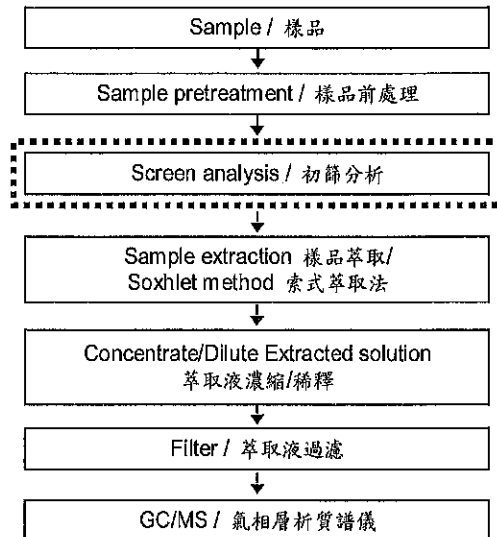 Sample / 樣品
Sample pretreatment / 樣品前處理
Screen analysis / 初篩分析
Sample extraction 樣品萃取/
Soxhlet method 索式萃取法
Concentrate/Dilute Extracted solution
萃取液濃縮/稀釋
Filter / 萃取液過濾
GC/MS / 氣相層析質譜儀